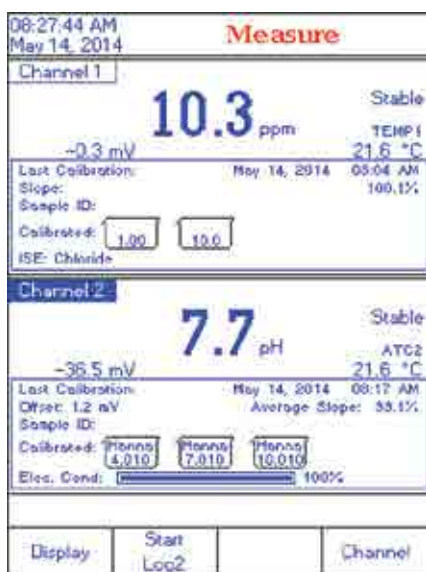 08:27:44 AM
May 14, 2014
Measure
Channel 1
10.3 ppm
Stable
TEMP1
-0.3 mV
21.6 °C
Last Calibration: May 14, 2014 08:04 AM
Slope: 100.1%
Sample ID:
Calibrated: 1.00 10.0
ISE: Chloride
Channel 2
7.7 pH
Stable
ATC2
-36.5 mV
21.6 °C
Last Calibration: May 14, 2014 08:17 AM
Offset: 1.2 mV Average Slope:
Sample ID:
Calibrated: Hanna Hanna Hanna
4.010 7.010 10.010
Elec. Cond: 100%
Display
Start
Log2
Channel